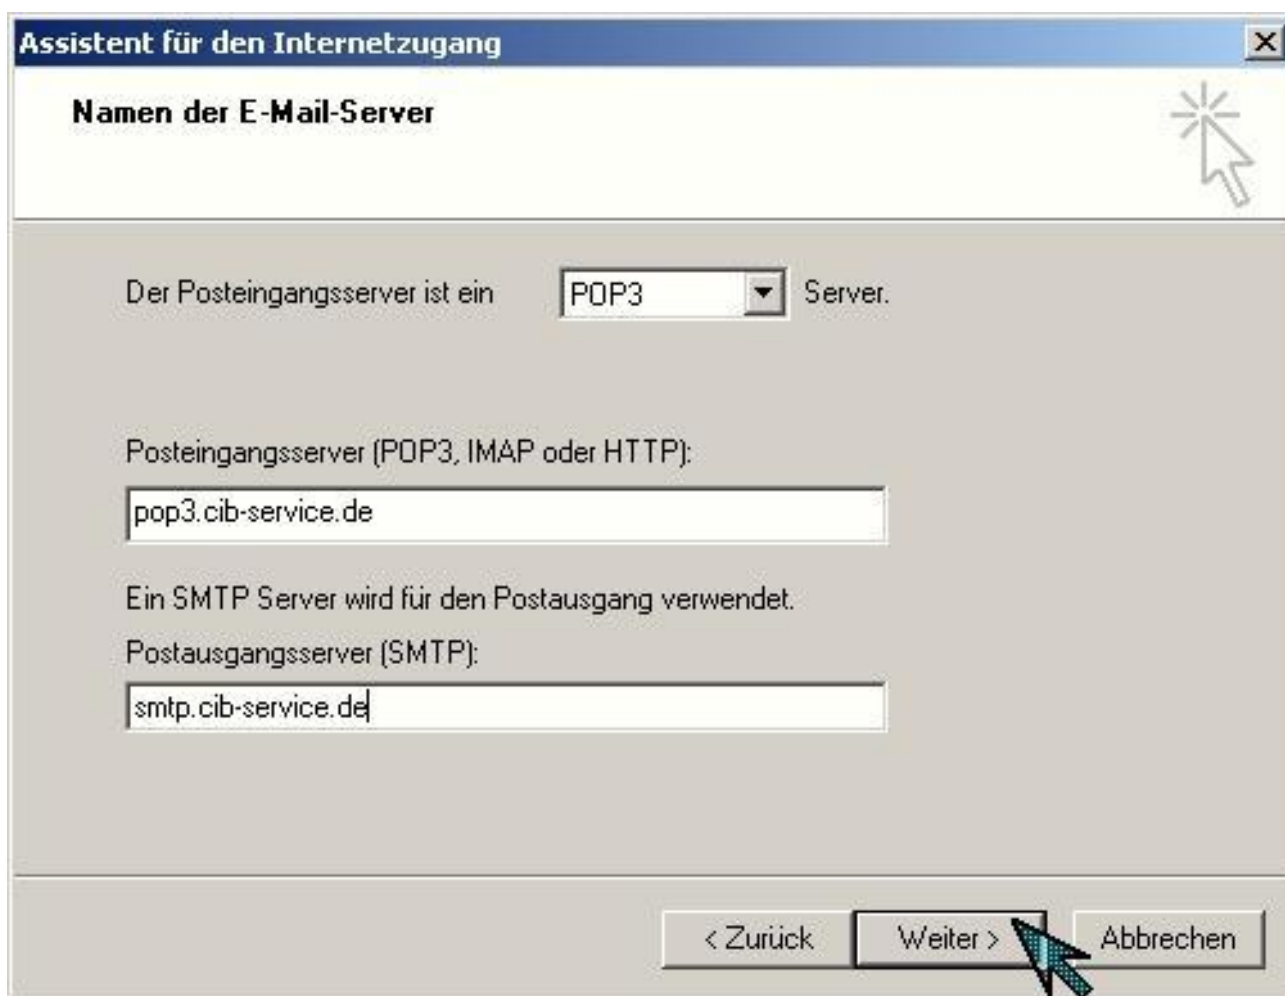 Assistent für den Internetzugang
Namen der E-Mail-Server
Der Posteingangsserver ist ein POP3 Server.
Posteingangsserver (POP3, IMAP oder HTTP):
pop3.cib-service.de
Ein SMTP Server wird für den Postausgang verwendet.
Postausgangsserver (SMTP):
smtp.cib-service.de
< Zurück Weiter > Abbrechen